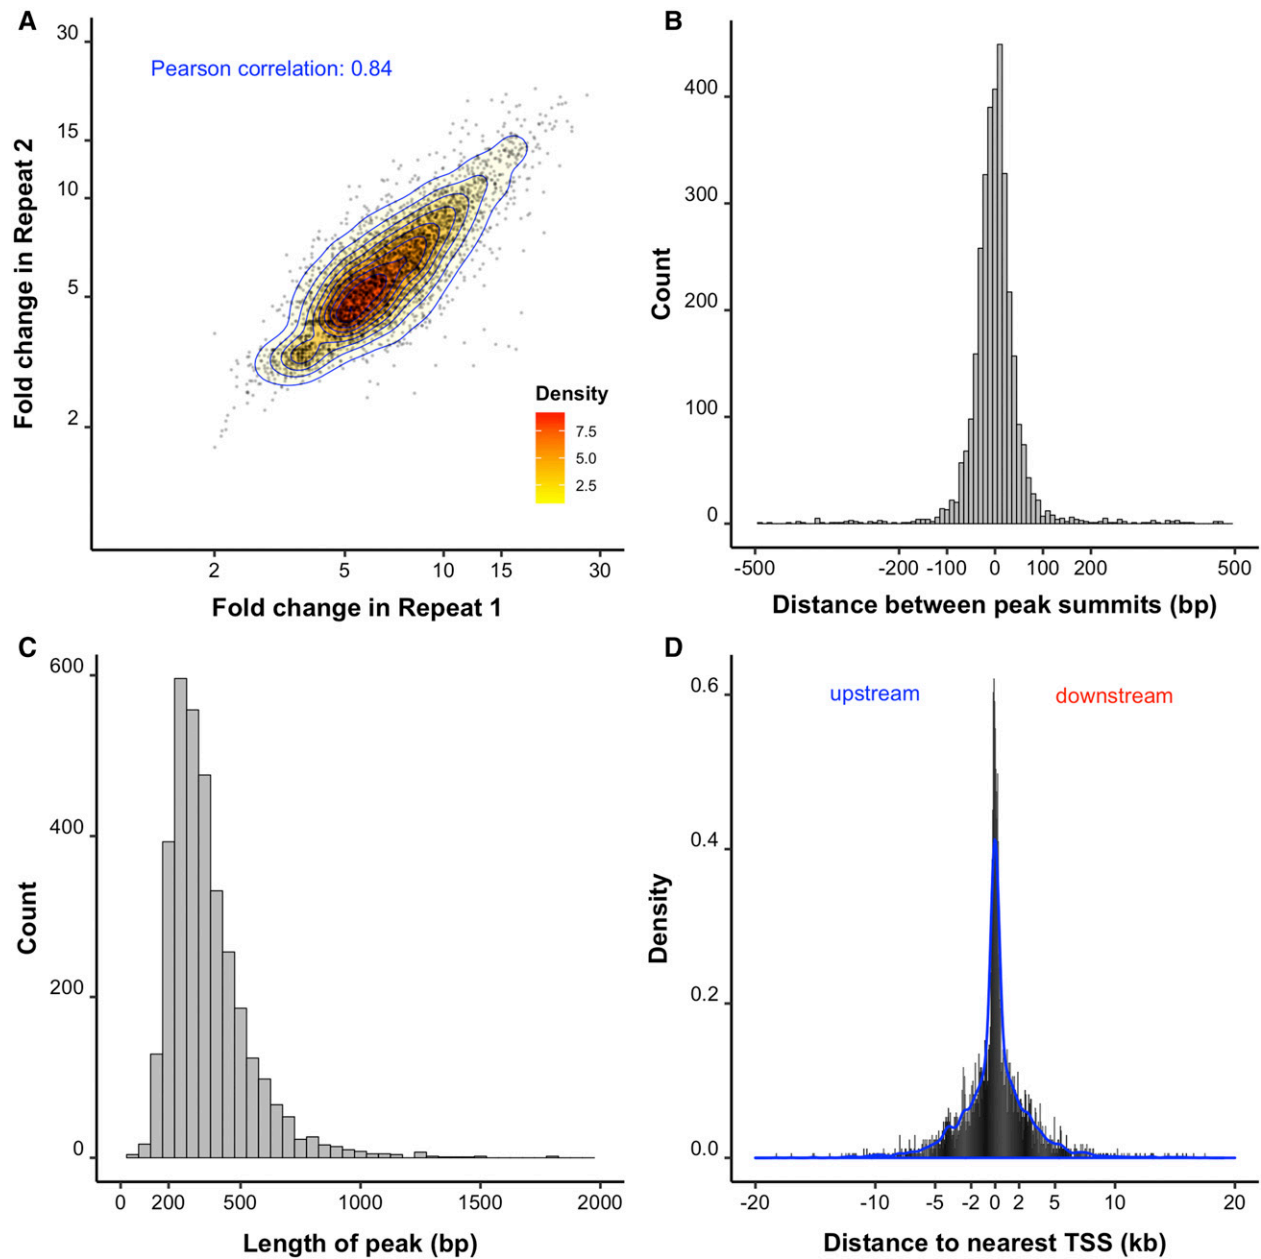 A
Pearson correlation: 0.84
Fold change in Repeat 2
30
15
10
5
2
Density
7.5
5.0
2.5
2 5 10 15 30
Fold change in Repeat 1
B
Count
400
300
200
100
0
-500 -200 -100 0 100 200 500
Distance between peak summits (bp)
C
Count
600
400
200
0
0 200 500 1000 1500 2000
Length of peak (bp)
D
upstream downstream
Density
0.6
0.4
0.2
0.0
-20 -10 -5 -2 0 2 5 10 20
Distance to nearest TSS (kb)